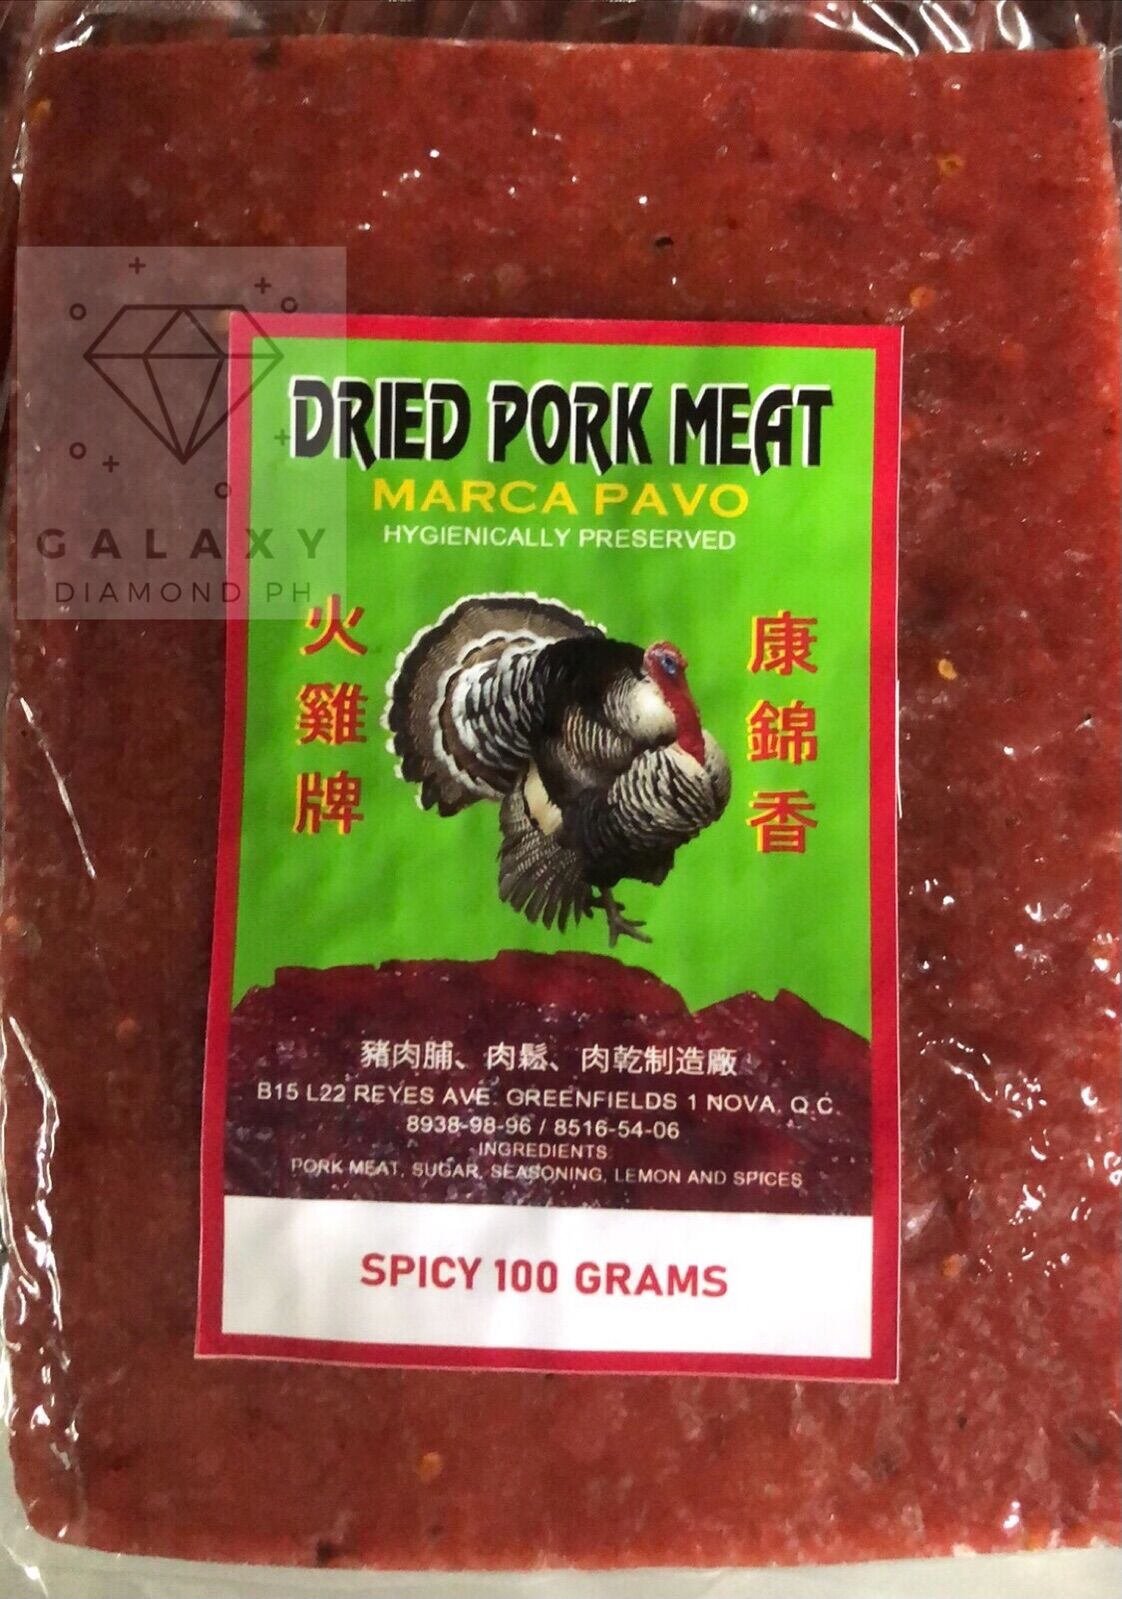 DRIED PORK MEAT
MARCA PAVO
HYGIENICALLY PRESERVED
GALAXY
DIAMOND PH
火雞牌
康錦香
豬肉脯、肉鬆、肉乾制造廠
B15 L22 REYES AVE. GREENFIELDS 1 NOVA. Q.C.
8938-98-96 / 8516-54-06
INGREDIENTS:
PORK MEAT, SUGAR, SEASONING, LEMON AND SPICES
SPICY 100 GRAMS